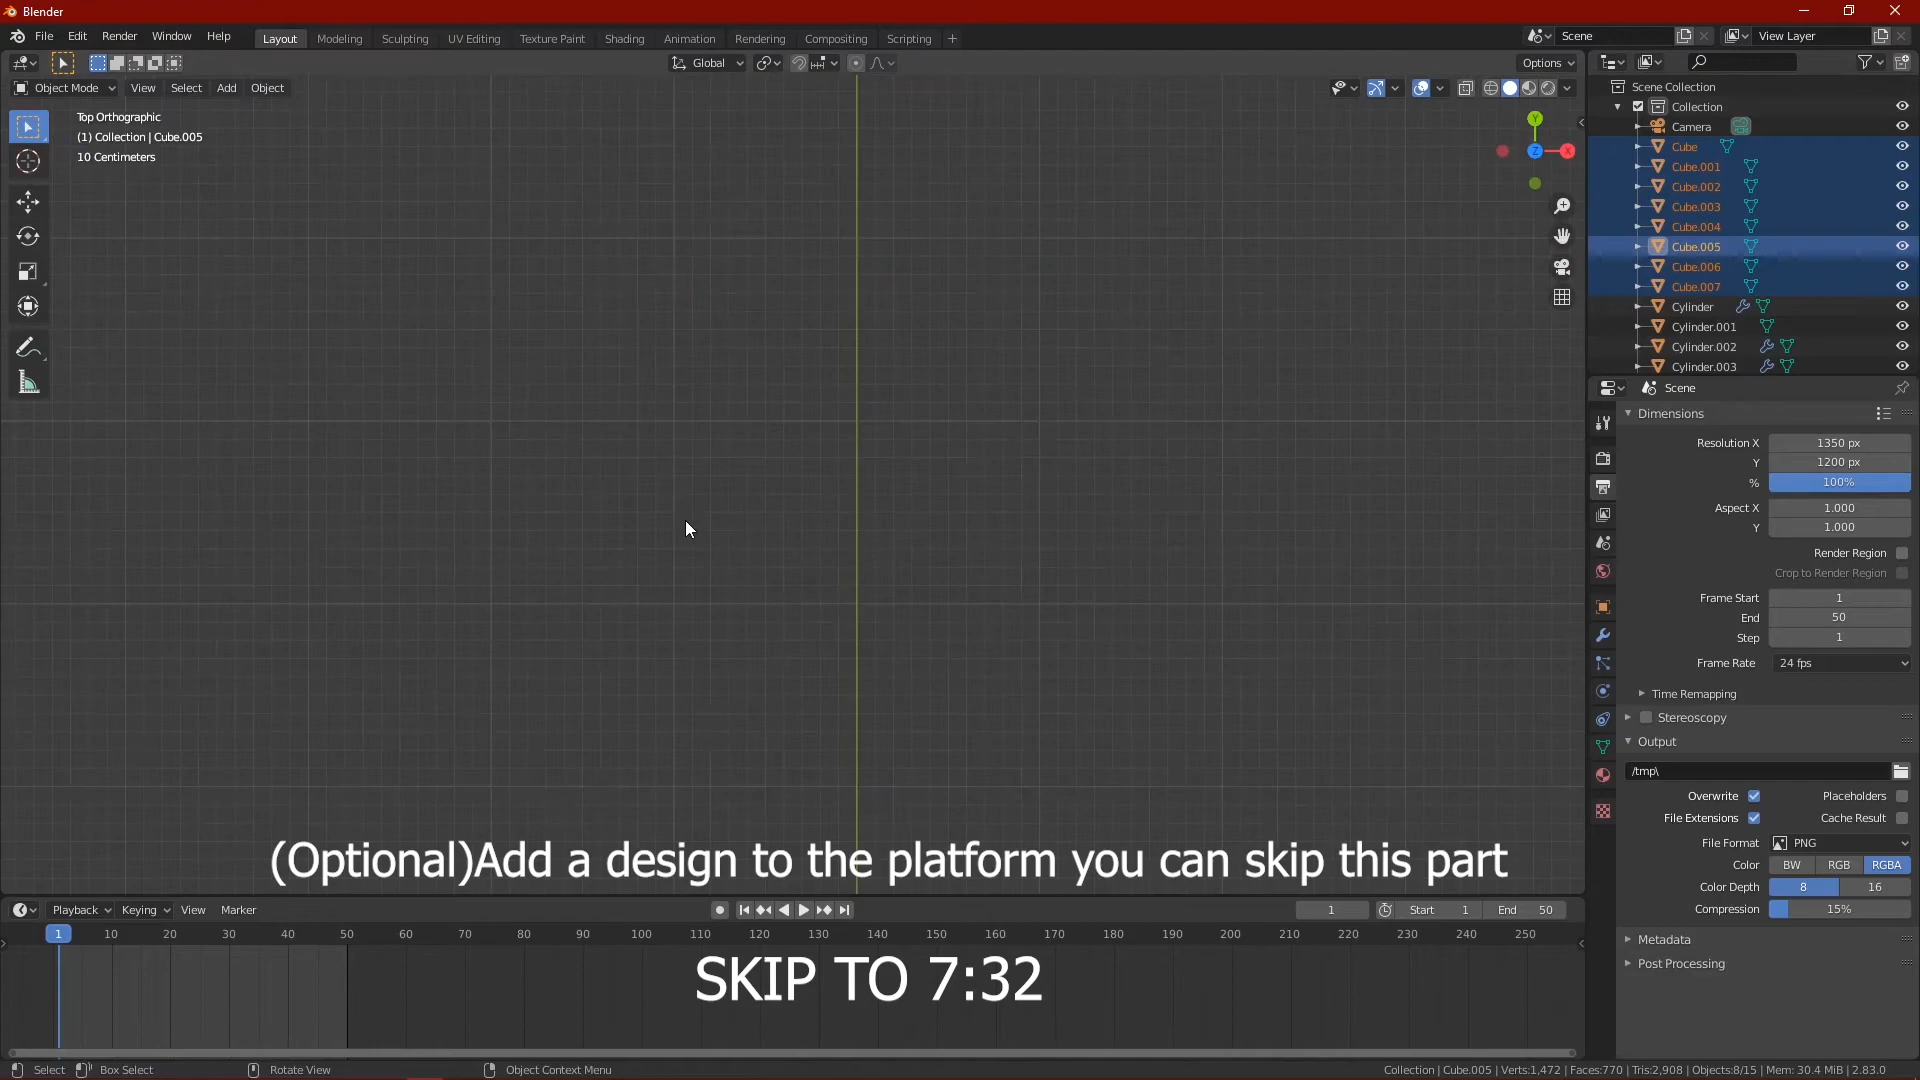 Blender
File Edit Render Window Help Layout Modeling Sculpting UV Editing Texture Paint Shading Animation Rendering Compositing Scripting + Scene View Layer
Global Options
Object Mode View Select Add Object
Top Orthographic
(1) Collection | Cube.005
10 Centimeters
Y
Z X
Scene Collection
Collection
Camera
Cube
Cube.001
Cube.002
Cube.003
Cube.004
Cube.005
Cube.006
Cube.007
Cylinder
Cylinder.001
Cylinder.002
Cylinder.003
Scene
Dimensions
Resolution X 1350 px
Y 1200 px
% 100%
Aspect X 1.000
Y 1.000
Render Region
Crop to Render Region
Frame Start 1
End 50
Step 1
Frame Rate 24 fps
Time Remapping
Stereoscopy
Output
/tmp\
Overwrite Placeholders
File Extensions Cache Result
File Format PNG
Color BW RGB RGBA
Color Depth 8 16
Compression 15%
Metadata
Post Processing
(Optional)Add a design to the platform you can skip this part
Playback Keying View Marker 1 Start 1 End 50
1 10 20 30 40 50 60 70 80 90 100 110 120 130 140 150 160 170 180 190 200 210 220 230 240 250
SKIP TO 7:32
Select Box Select Rotate View Object Context Menu Collection | Cube.005 | Verts:1,472 | Faces:770 | Tris:2,908 | Objects:8/15 | Mem: 30.4 MiB | 2.83.0